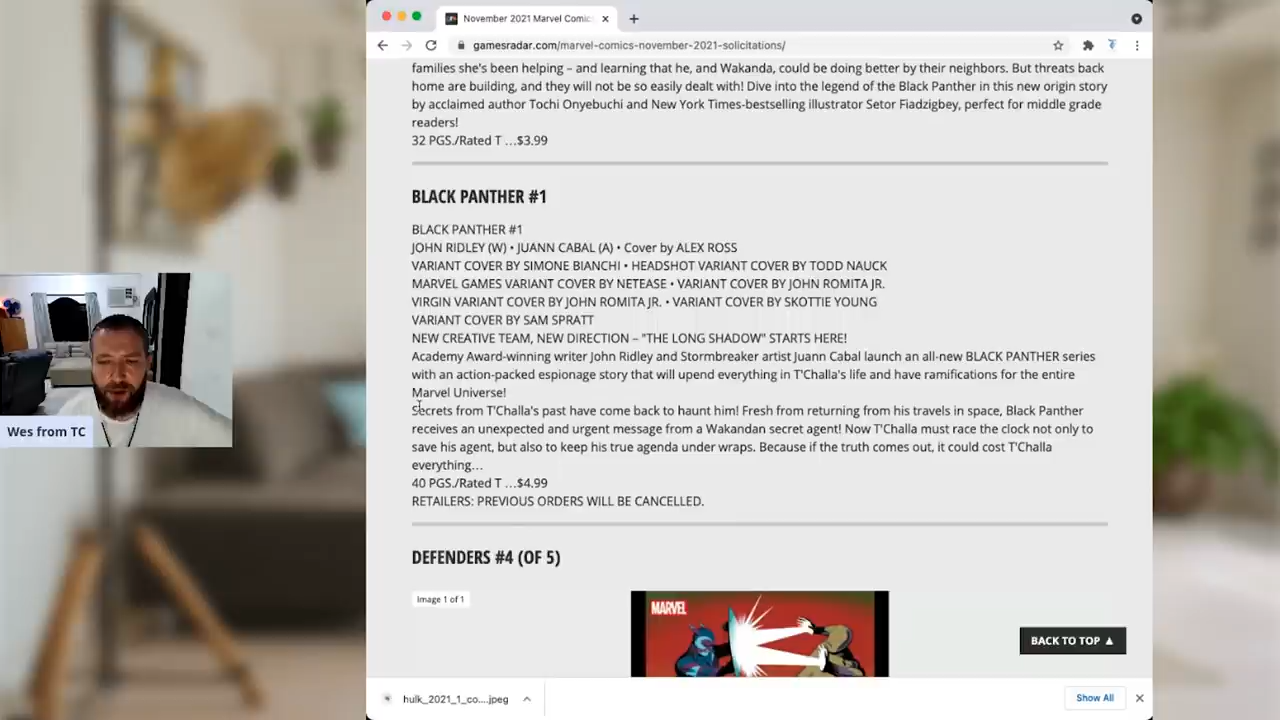 November 2021 Marvel Comic
gamesradar.com/marvel-comics-november-2021-solicitations/
families she's been helping – and learning that he, and Wakanda, could be doing better by their neighbors. But threats back
home are building, and they will not be so easily dealt with! Dive into the legend of the Black Panther in this new origin story
by acclaimed author Tochi Onyebuchi and New York Times-bestselling illustrator Setor Fiadzigbey, perfect for middle grade
readers!
32 PGS./Rated T …$3.99
BLACK PANTHER #1
BLACK PANTHER #1
JOHN RIDLEY (W) • JUANN CABAL (A) • Cover by ALEX ROSS
VARIANT COVER BY SIMONE BIANCHI • HEADSHOT VARIANT COVER BY TODD NAUCK
MARVEL GAMES VARIANT COVER BY NETEASE • VARIANT COVER BY JOHN ROMITA JR.
VIRGIN VARIANT COVER BY JOHN ROMITA JR. • VARIANT COVER BY SKOTTIE YOUNG
VARIANT COVER BY SAM SPRATT
NEW CREATIVE TEAM, NEW DIRECTION – "THE LONG SHADOW" STARTS HERE!
Academy Award-winning writer John Ridley and Stormbreaker artist Juann Cabal launch an all-new BLACK PANTHER series
with an action-packed espionage story that will upend everything in T'Challa's life and have ramifications for the entire
Marvel Universe!
Secrets from T'Challa's past have come back to haunt him! Fresh from returning from his travels in space, Black Panther
receives an unexpected and urgent message from a Wakandan secret agent! Now T'Challa must race the clock not only to
save his agent, but also to keep his true agenda under wraps. Because if the truth comes out, it could cost T'Challa
everything…
40 PGS./Rated T …$4.99
RETAILERS: PREVIOUS ORDERS WILL BE CANCELLED.
DEFENDERS #4 (OF 5)
Image 1 of 1
MARVEL
BACK TO TOP ▲
Wes from TC
hulk_2021_1_co....jpeg
Show All